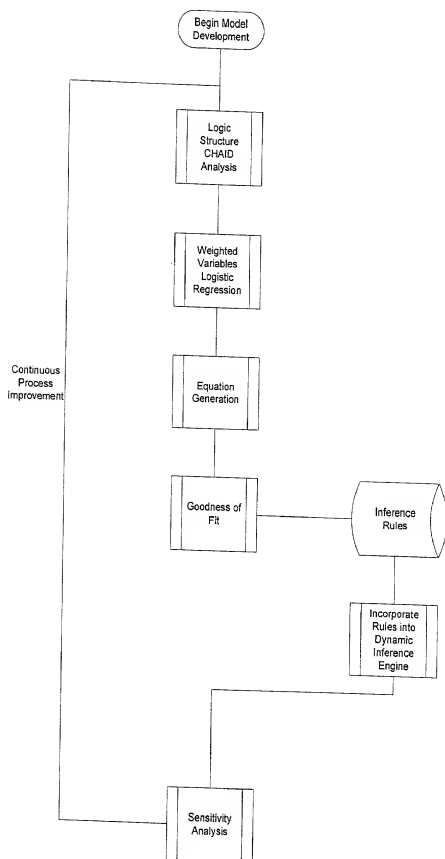 Begin Model
Development
Logic
Structure
CHAID
Analysis
Weighted
Variables
Logistic
Regression
Continuous
Process
Improvement
Equation
Generation
Goodness of
Fit
Inference
Rules
Incorporate
Rules into
Dynamic
Inference
Engine
Sensitivity
Analysis